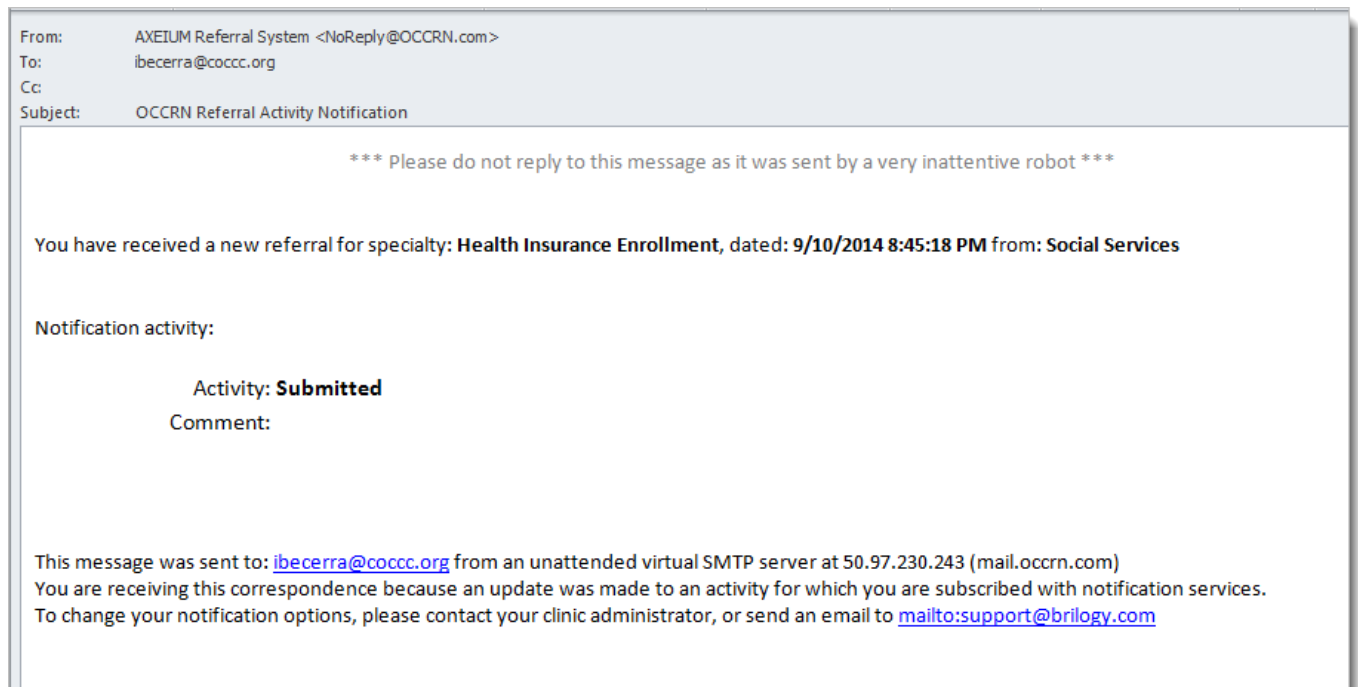 From: AXEIUM Referral System <NoReply@OCCRN.com>
To: ibecerra@coccc.org
Cc:
Subject: OCCRN Referral Activity Notification
*** Please do not reply to this message as it was sent by a very inattentive robot ***
You have received a new referral for specialty: Health Insurance Enrollment, dated: 9/10/2014 8:45:18 PM from: Social Services
Notification activity:
Activity: Submitted
Comment:
This message was sent to: ibecerra@coccc.org from an unattended virtual SMTP server at 50.97.230.243 (mail.occrn.com)
You are receiving this correspondence because an update was made to an activity for which you are subscribed with notification services.
To change your notification options, please contact your clinic administrator, or send an email to mailto:support@brilogy.com